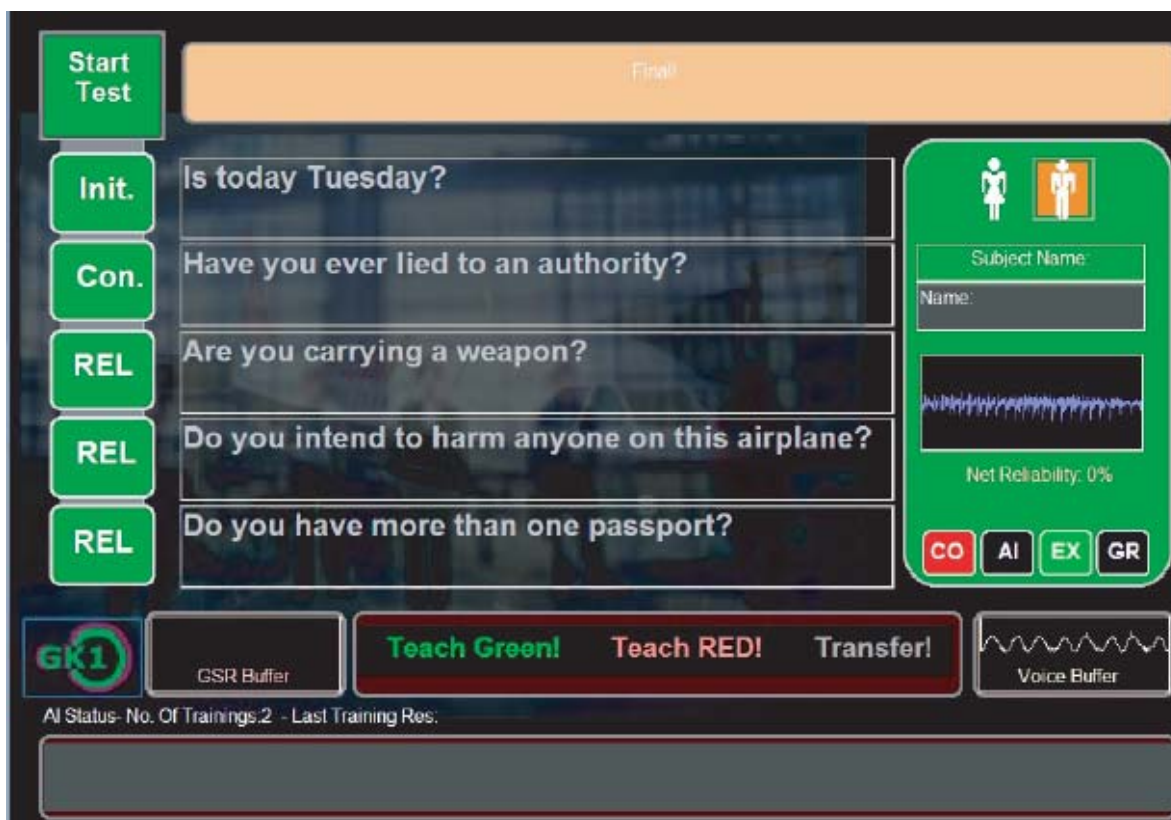 Start
Test
Final!
Init.
Is today Tuesday?
Con.
Have you ever lied to an authority?
REL
Are you carrying a weapon?
REL
Do you intend to harm anyone on this airplane?
REL
Do you have more than one passport?
Subject Name:
Name:
Net Reliability: 0%
CO AI EX GR
GK1
GSR Buffer
Teach Green! Teach RED! Transfer!
Voice Buffer
AI Status- No. Of Trainings:2 - Last Training Res: